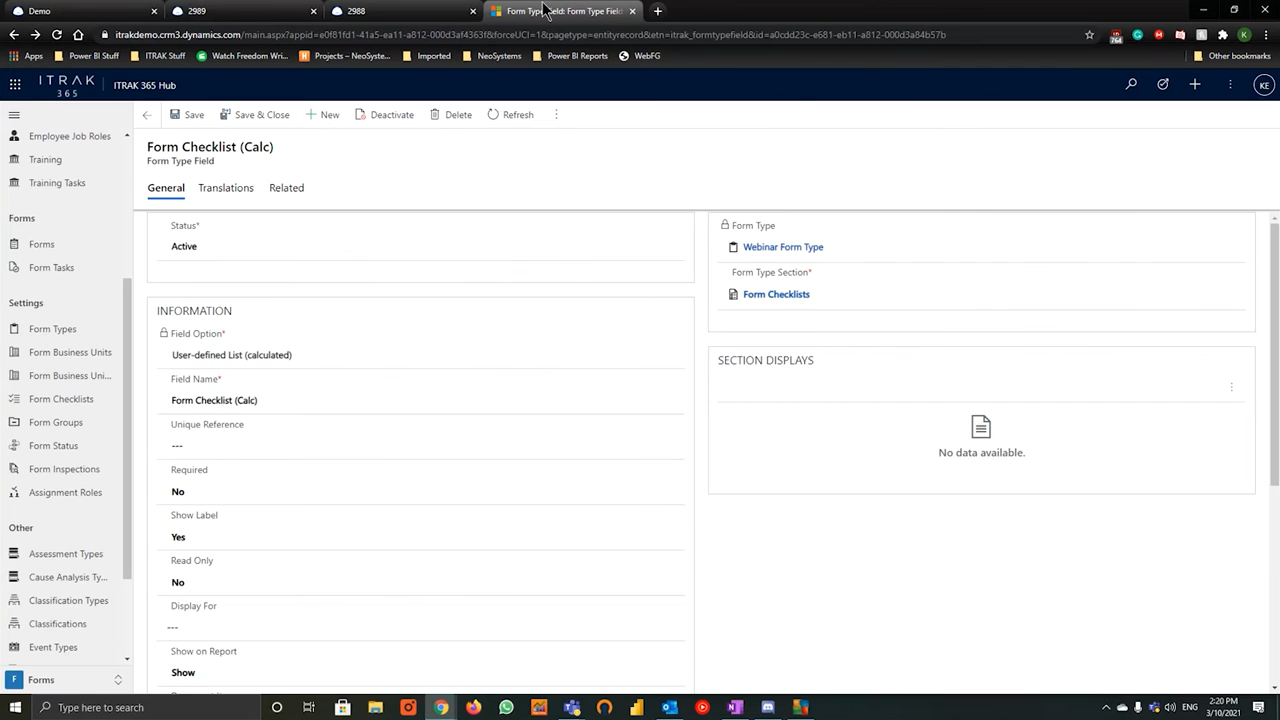 Demo
2989
2988
Form Type Field: Form Type Field
itrakdemo.crm3.dynamics.com/main.aspx?appid=e0f81fd1-41a5-ea11-a812-000d3af4363f&forceUCI=1&pagetype=entityrecord&etn=itrak_formtypefield&id=a0cdd23c-e681-eb11-a812-000d3a84b57b
764
K
Power BI Stuff
ITRAK Stuff
Watch Freedom Wri...
Projects – NeoSyste...
Imported
NeoSystems
Power BI Reports
WebFG
Other bookmarks
ITRAK
365
ITRAK 365 Hub
KE
Employee Job Roles
Training
Training Tasks
Forms
Forms
Form Tasks
Settings
Form Types
Form Business Units
Form Business Uni...
Form Checklists
Form Groups
Form Status
Form Inspections
Assignment Roles
Other
Assessment Types
Cause Analysis Ty...
Classification Types
Classifications
Event Types
F
Forms
Save
Save & Close
New
Deactivate
Delete
Refresh
Form Checklist (Calc)
Form Type Field
General
Translations
Related
Status*
Active
INFORMATION
Field Option*
User-defined List (calculated)
Field Name*
Form Checklist (Calc)
Unique Reference
---
Required
No
Show Label
Yes
Read Only
No
Display For
---
Show on Report
Show
Form Type
Webinar Form Type
Form Type Section*
Form Checklists
SECTION DISPLAYS
No data available.
Type here to search
2:20 PM
3/10/2021